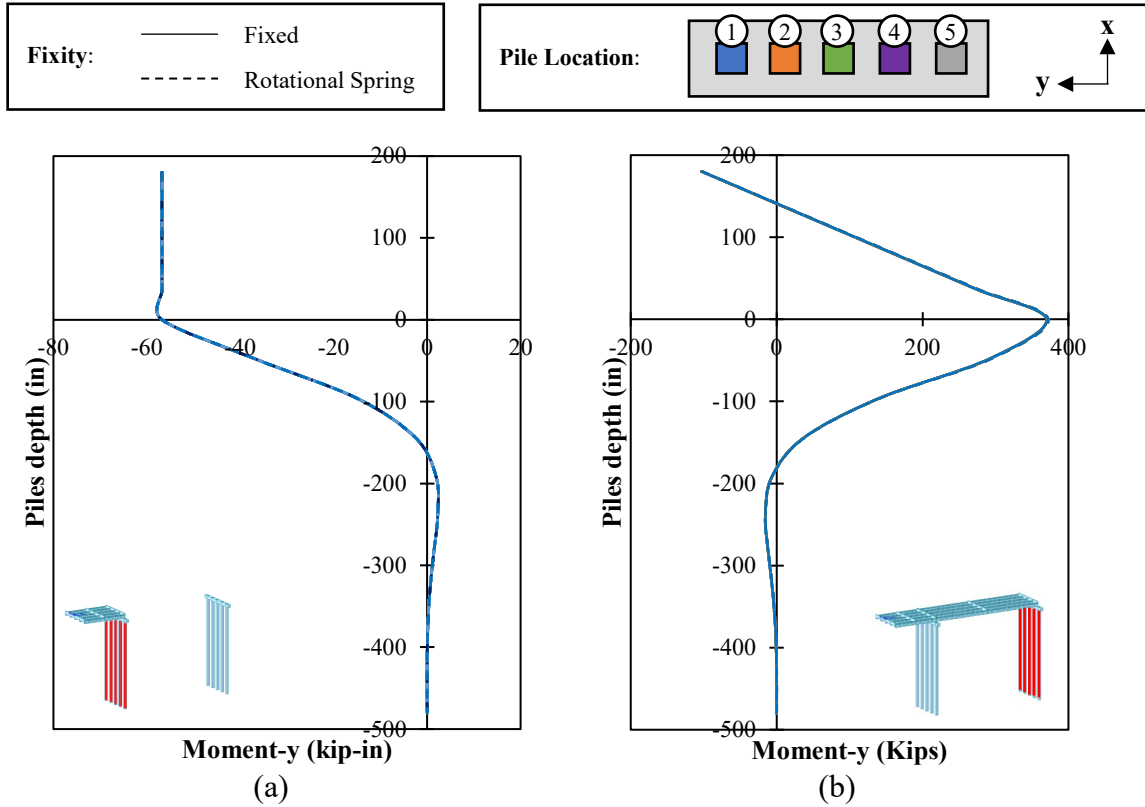 Fixity:
Fixed
Rotational Spring
Pile Location:
1 2 3 4 5
x
y
200
100
0
-80 -60 -40 -20 0 20
-100
-200
-300
-400
-500
Piles depth (in)
Moment-y (kip-in)
(a)
200
100
0
-200 0 200 400
-100
-200
-300
-400
-500
Piles depth (in)
Moment-y (Kips)
(b)